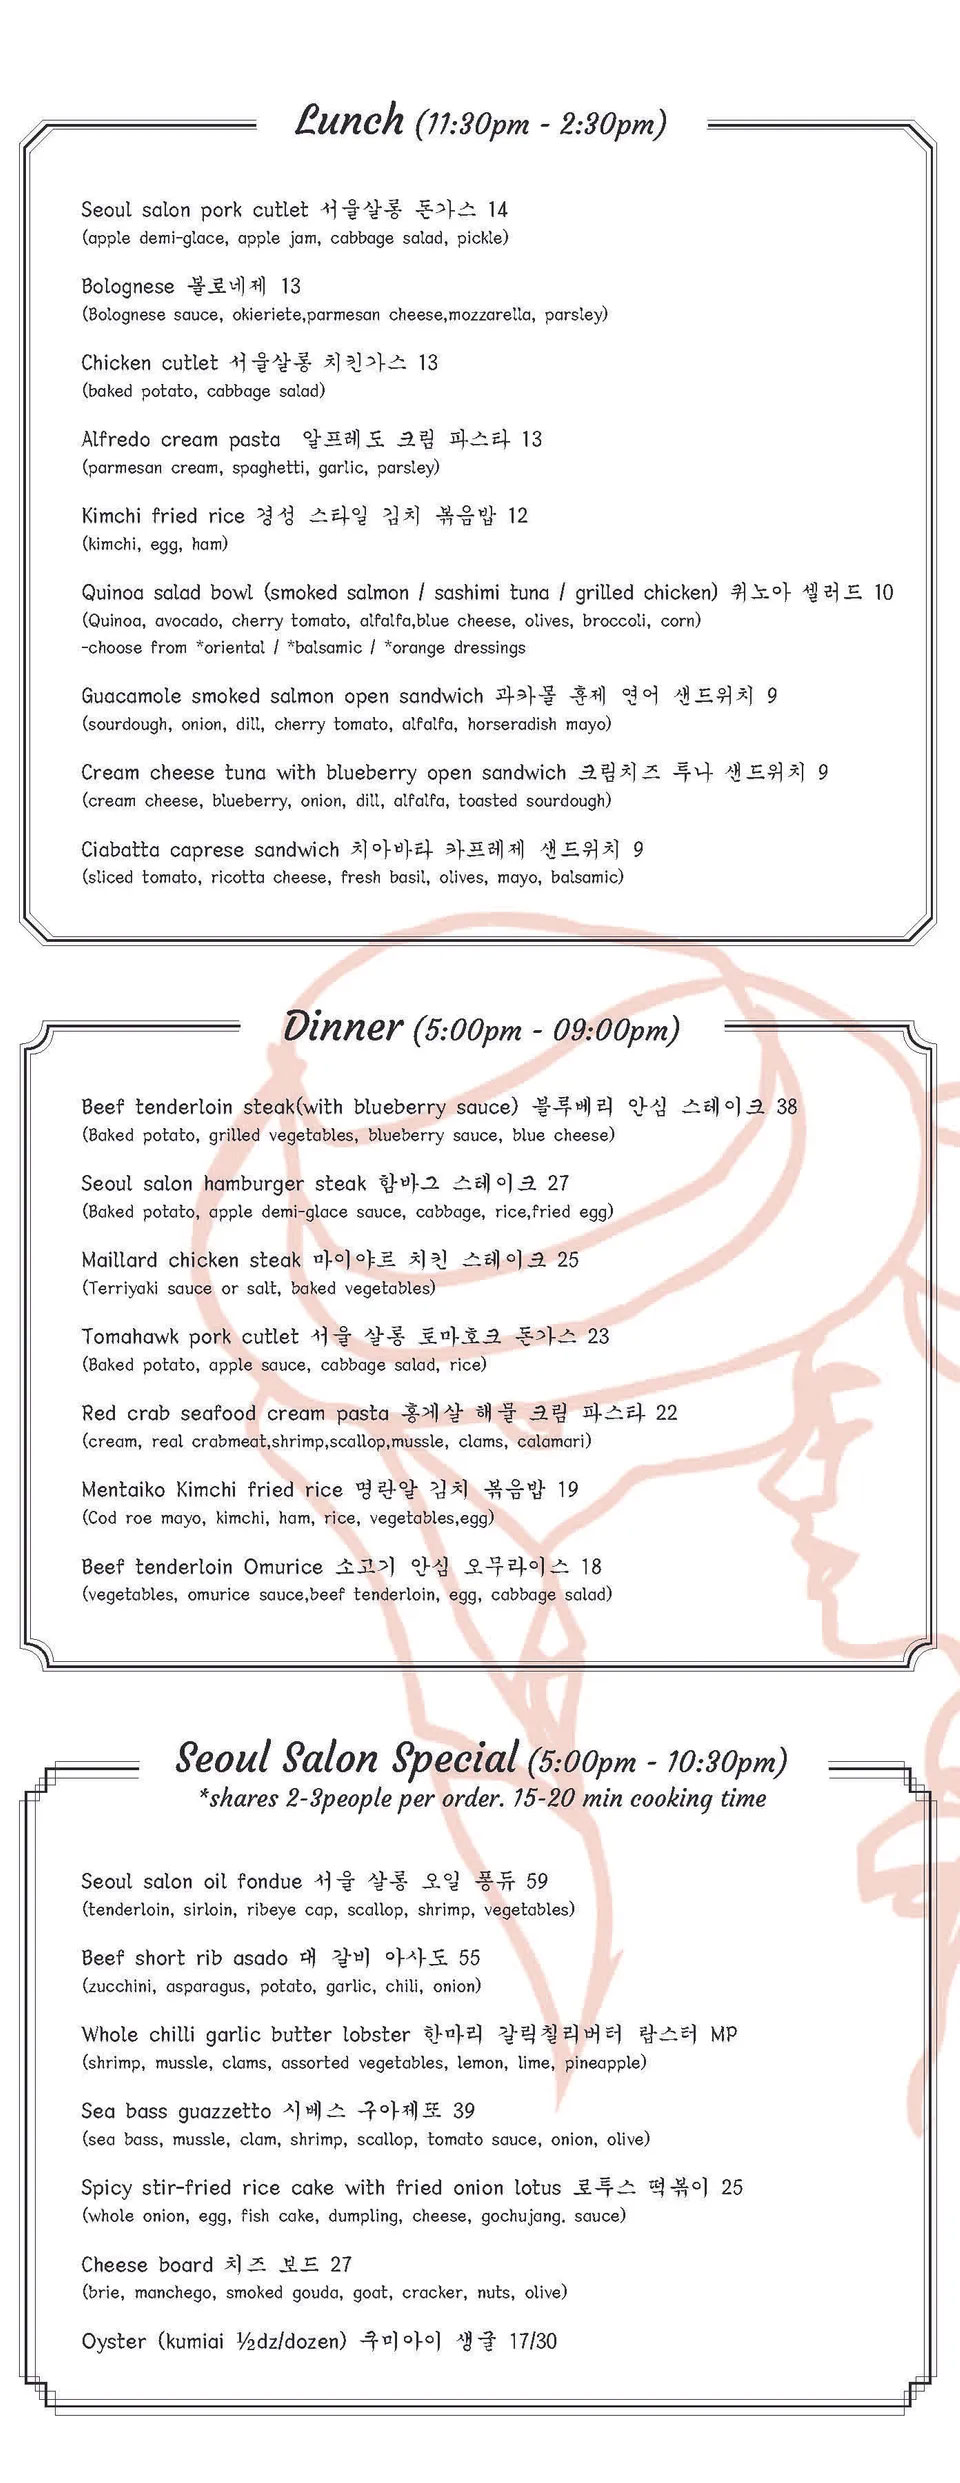 Lunch (11:30pm - 2:30pm)
Seoul salon pork cutlet 서울살롱 돈가스 14
(apple demi-glace, apple jam, cabbage salad, pickle)
Bolognese 볼로네제 13
(Bolognese sauce, okieriete,parmesan cheese,mozzarella, parsley)
Chicken cutlet 서울살롱 치킨가스 13
(baked potato, cabbage salad)
Alfredo cream pasta 알프레도 크림 파스타 13
(parmesan cream, spaghetti, garlic, parsley)
Kimchi fried rice 경성 스타일 김치 볶음밥 12
(kimchi, egg, ham)
Quinoa salad bowl (smoked salmon / sashimi tuna / grilled chicken) 퀴노아 셀러드 10
(Quinoa, avocado, cherry tomato, alfalfa,blue cheese, olives, broccoli, corn)
-choose from *oriental / *balsamic / *orange dressings
Guacamole smoked salmon open sandwich 과카몰 훈제 연어 샌드위치 9
(sourdough, onion, dill, cherry tomato, alfalfa, horseradish mayo)
Cream cheese tuna with blueberry open sandwich 크림치즈 투나 샌드위치 9
(cream cheese, blueberry, onion, dill, alfalfa, toasted sourdough)
Ciabatta caprese sandwich 치아바타 카프레제 샌드위치 9
(sliced tomato, ricotta cheese, fresh basil, olives, mayo, balsamic)
Dinner (5:00pm - 09:00pm)
Beef tenderloin steak(with blueberry sauce) 블루베리 안심 스테이크 38
(Baked potato, grilled vegetables, blueberry sauce, blue cheese)
Seoul salon hamburger steak 함바그 스테이크 27
(Baked potato, apple demi-glace sauce, cabbage, rice,fried egg)
Maillard chicken steak 마이야르 치킨 스테이크 25
(Terriyaki sauce or salt, baked vegetables)
Tomahawk pork cutlet 서울 살롱 토마호크 돈가스 23
(Baked potato, apple sauce, cabbage salad, rice)
Red crab seafood cream pasta 홍게살 해물 크림 파스타 22
(cream, real crabmeat,shrimp,scallop,mussle, clams, calamari)
Mentaiko Kimchi fried rice 명란알 김치 볶음밥 19
(Cod roe mayo, kimchi, ham, rice, vegetables,egg)
Beef tenderloin Omurice 소고기 안심 오무라이스 18
(vegetables, omurice sauce,beef tenderloin, egg, cabbage salad)
Seoul Salon Special (5:00pm - 10:30pm)
*shares 2-3people per order. 15-20 min cooking time
Seoul salon oil fondue 서울 살롱 오일 퐁듀 59
(tenderloin, sirloin, ribeye cap, scallop, shrimp, vegetables)
Beef short rib asado 대 갈비 아사도 55
(zucchini, asparagus, potato, garlic, chili, onion)
Whole chilli garlic butter lobster 한마리 갈릭칠리버터 랍스터 MP
(shrimp, mussle, clams, assorted vegetables, lemon, lime, pineapple)
Sea bass guazzetto 시베스 구아제또 39
(sea bass, mussle, clam, shrimp, scallop, tomato sauce, onion, olive)
Spicy stir-fried rice cake with fried onion lotus 로투스 떡볶이 25
(whole onion, egg, fish cake, dumpling, cheese, gochujang. sauce)
Cheese board 치즈 보드 27
(brie, manchego, smoked gouda, goat, cracker, nuts, olive)
Oyster (kumiai ½dz/dozen) 쿠미아이 생굴 17/30